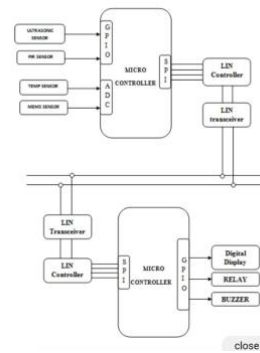 ULTRASONIC
SENSOR
PIR SENSOR
TEMP SENSOR
MEMS SENSOR
G
P
I
O
A
D
C
MICRO
CONTROLLER
S
P
I
LIN
Controller
LIN
transceiver
LIN
Transceiver
LIN
Controller
S
P
I
MICRO
CONTROLLER
G
P
I
O
Digital
Display
RELAY
BUZZER
close